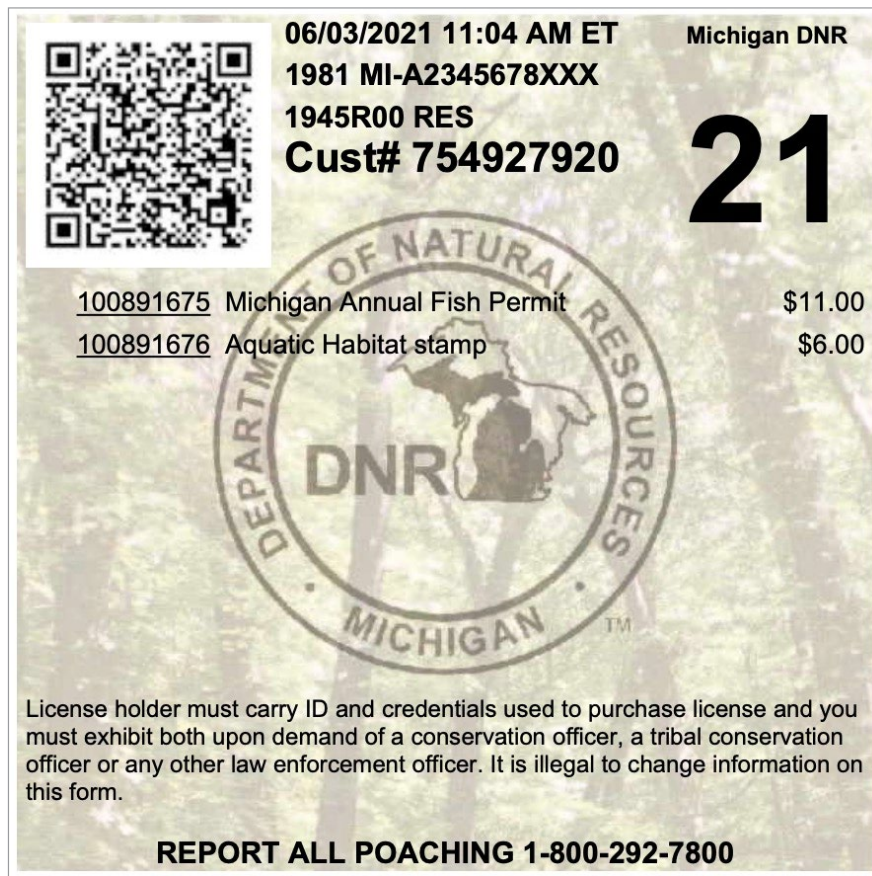 06/03/2021 11:04 AM ET
Michigan DNR
1981 MI-A2345678XXX
1945R00 RES
Cust# 754927920
21
100891675 Michigan Annual Fish Permit $11.00
100891676 Aquatic Habitat stamp $6.00
DEPARTMENT OF NATURAL RESOURCES
DNR
MICHIGAN
TM
License holder must carry ID and credentials used to purchase license and you
must exhibit both upon demand of a conservation officer, a tribal conservation
officer or any other law enforcement officer. It is illegal to change information on
this form.
REPORT ALL POACHING 1-800-292-7800